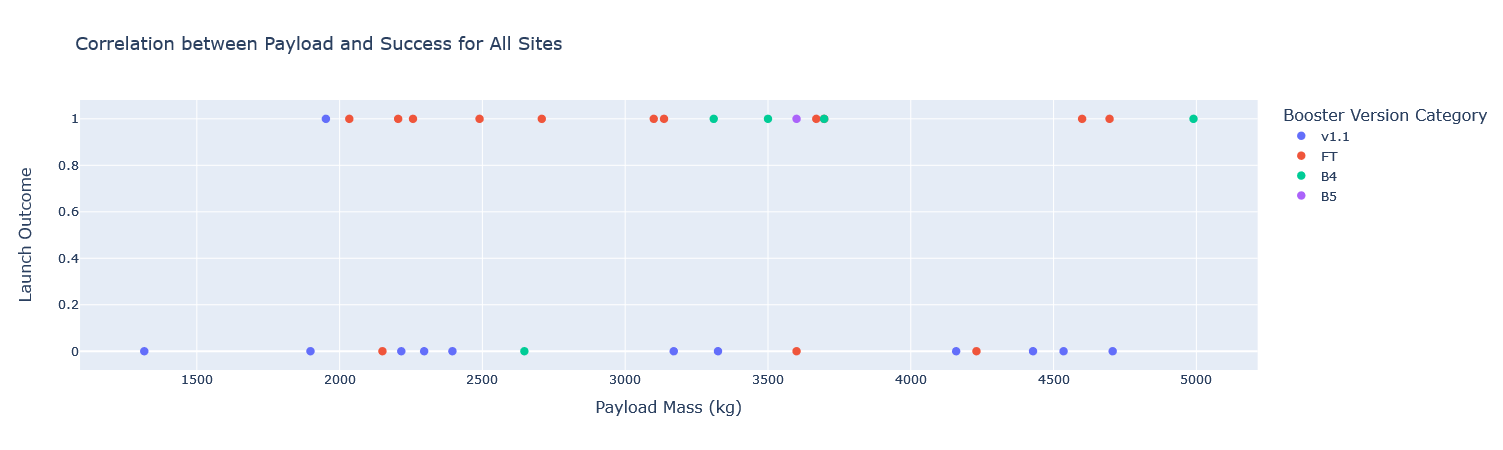 Correlation between Payload and Success for All Sites
Launch Outcome
1
0.8
0.6
0.4
0.2
0
1500 2000 2500 3000 3500 4000 4500 5000
Payload Mass (kg)
Booster Version Category
v1.1
FT
B4
B5